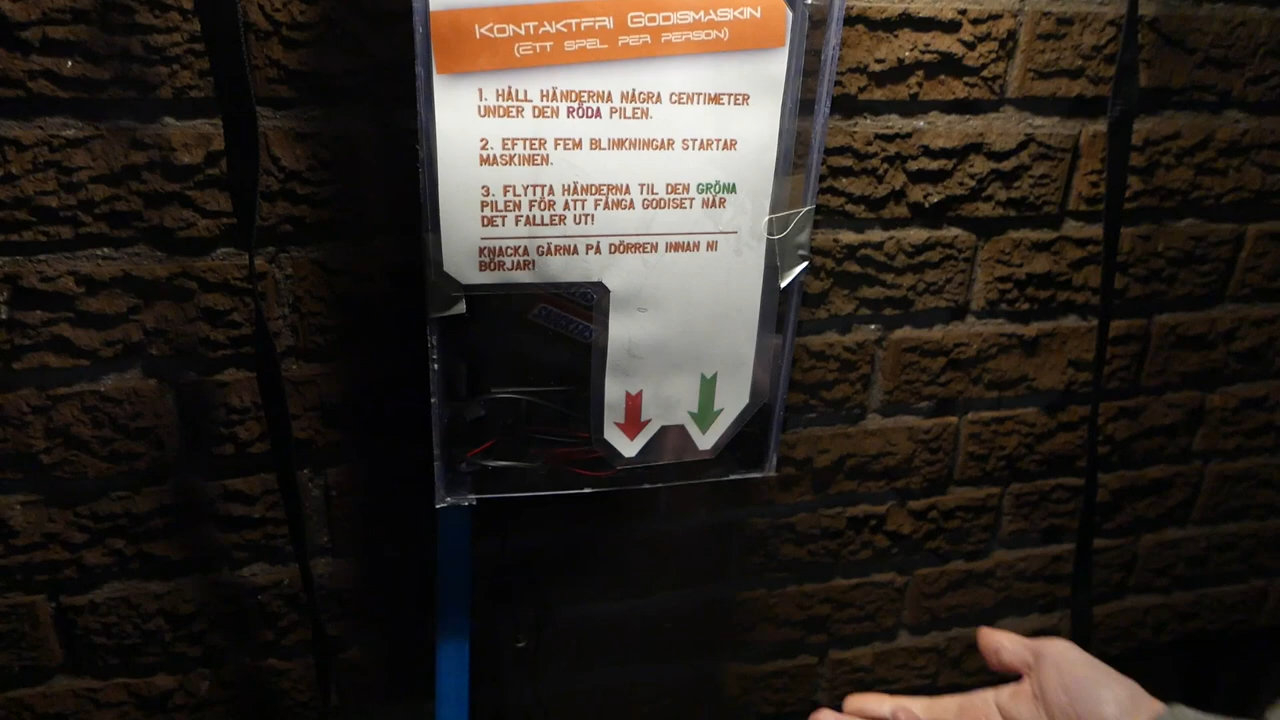 KONTAKTFRI GODISMASKIN
(ETT SPEL PER PERSON)
1. HÅLL HÄNDERNA NÅGRA CENTIMETER
UNDER DEN RÖDA PILEN.
2. EFTER FEM BLINKNINGAR STARTAR
MASKINEN.
3. FLYTTA HÄNDERNA TIL DEN GRÖNA
PILEN FÖR ATT FÅNGA GODISET NÄR
DET FALLER UT!
KNACKA GÄRNA PÅ DÖRREN INNAN NI
BÖRJAR!